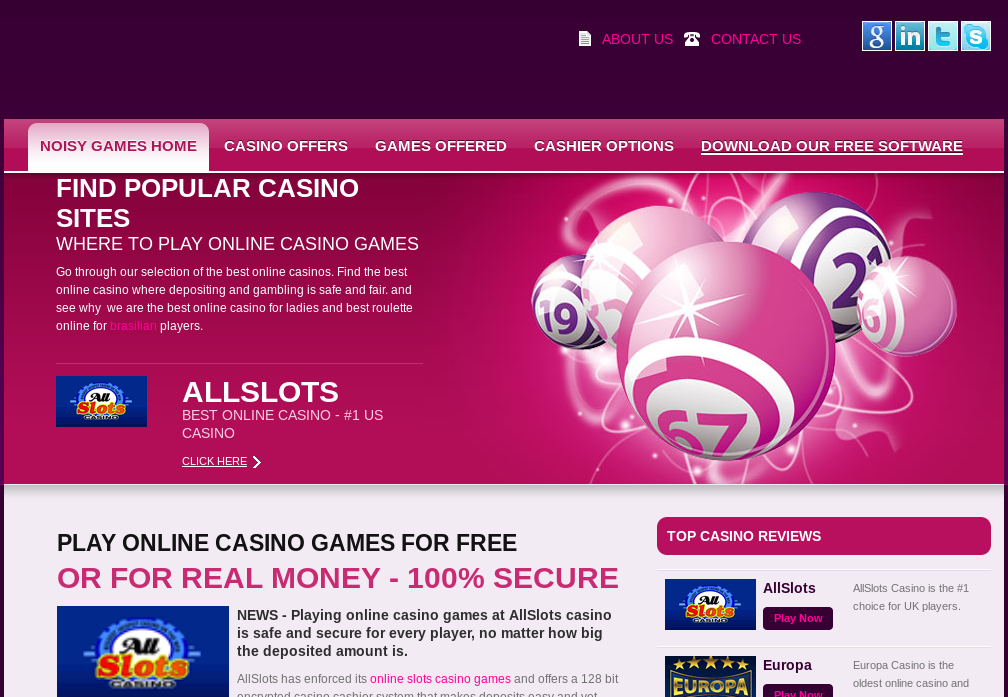 ABOUT US
CONTACT US
NOISY GAMES HOME
CASINO OFFERS
GAMES OFFERED
CASHIER OPTIONS
DOWNLOAD OUR FREE SOFTWARE
FIND POPULAR CASINO
SITES
WHERE TO PLAY ONLINE CASINO GAMES
Go through our selection of the best online casinos. Find the best
online casino where depositing and gambling is safe and fair. and
see why  we are the best online casino for ladies and best roulette
online for brasilian players.
19
21
6
67
All
Slots
CASINO
ALLSLOTS
BEST ONLINE CASINO - #1 US
CASINO
CLICK HERE
PLAY ONLINE CASINO GAMES FOR FREE
OR FOR REAL MONEY - 100% SECURE
All
Slots
CASINO
NEWS - Playing online casino games at AllSlots casino
is safe and secure for every player, no matter how big
the deposited amount is.
AllSlots has enforced its online slots casino games and offers a 128 bit
encrypted casino cashier system that makes deposits easy and yet
TOP CASINO REVIEWS
All
Slots
CASINO
AllSlots
Play Now
AllSlots Casino is the #1
choice for UK players.
EUROPA
Europa
Play Now
Europa Casino is the
oldest online casino and